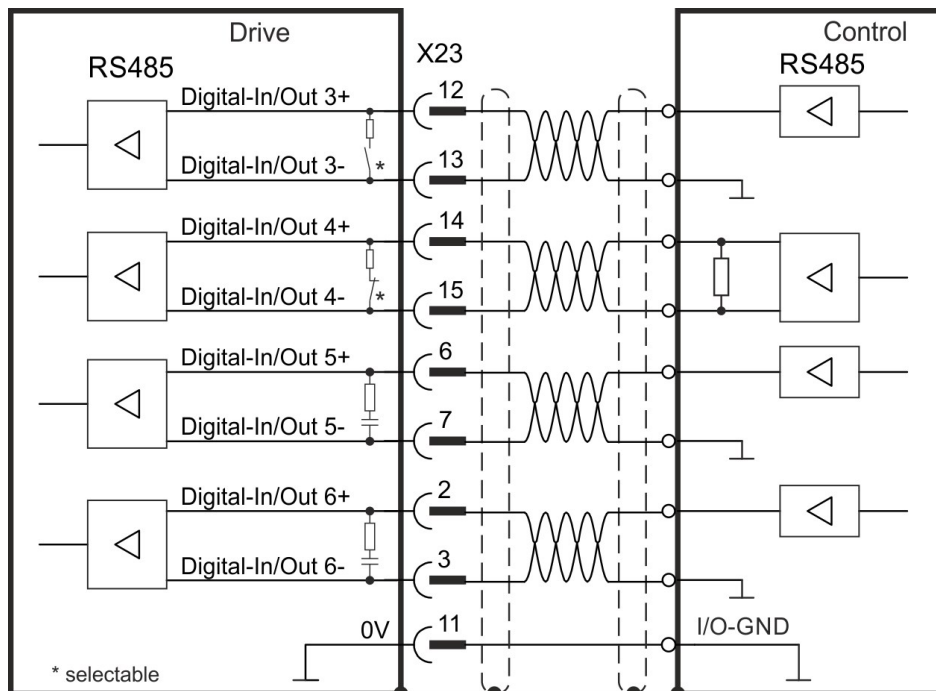 Drive
Control
RS485
X23
RS485
Digital-In/Out 3+
12
Digital-In/Out 3-
*
13
Digital-In/Out 4+
14
Digital-In/Out 4-
*
15
Digital-In/Out 5+
6
Digital-In/Out 5-
7
Digital-In/Out 6+
2
Digital-In/Out 6-
3
0V
11
I/O-GND
* selectable